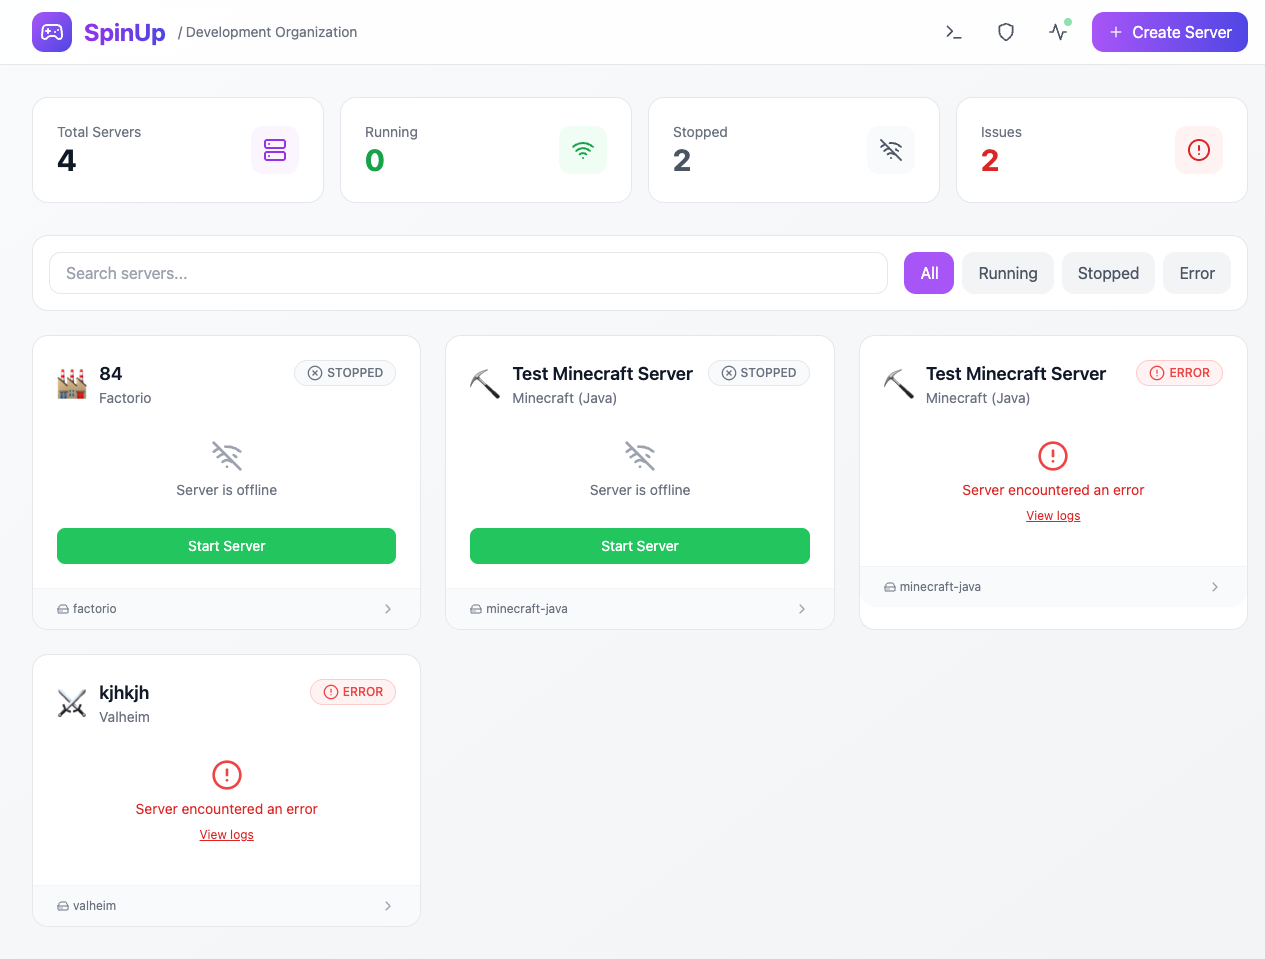 SpinUp / Development Organization
Create Server
Total Servers
4
Running
0
Stopped
2
Issues
2
Search servers...
All
Running
Stopped
Error
84
STOPPED
Factorio
Server is offline
Start Server
factorio
Test Minecraft Server
STOPPED
Minecraft (Java)
Server is offline
Start Server
minecraft-java
Test Minecraft Server
ERROR
Minecraft (Java)
Server encountered an error
View logs
minecraft-java
kjhkjh
ERROR
Valheim
Server encountered an error
View logs
valheim